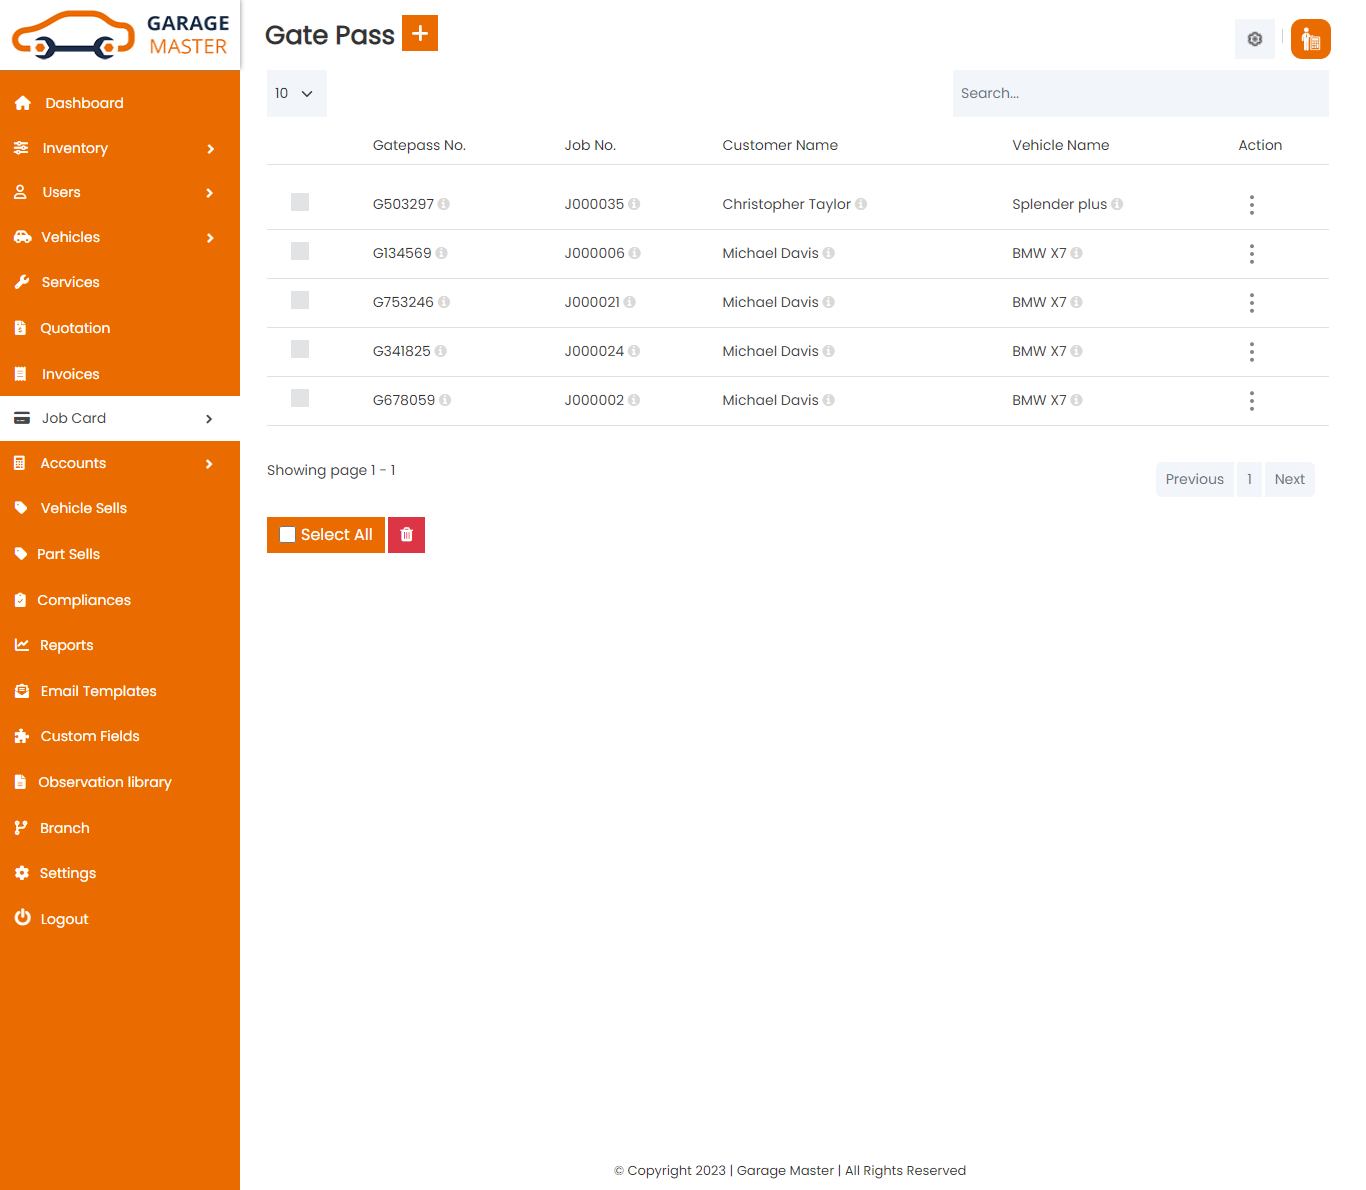 GARAGE
MASTER
Gate Pass
Dashboard
Inventory
Users
Vehicles
Services
Quotation
Invoices
Job Card
Accounts
Vehicle Sells
Part Sells
Compliances
Reports
Email Templates
Custom Fields
Observation library
Branch
Settings
Logout
10
Search...
Gatepass No. Job No. Customer Name Vehicle Name Action
G503297 J000035 Christopher Taylor Splender plus
G134569 J000006 Michael Davis BMW X7
G753246 J000021 Michael Davis BMW X7
G341825 J000024 Michael Davis BMW X7
G678059 J000002 Michael Davis BMW X7
Showing page 1 - 1
Previous 1 Next
Select All
© Copyright 2023 | Garage Master | All Rights Reserved